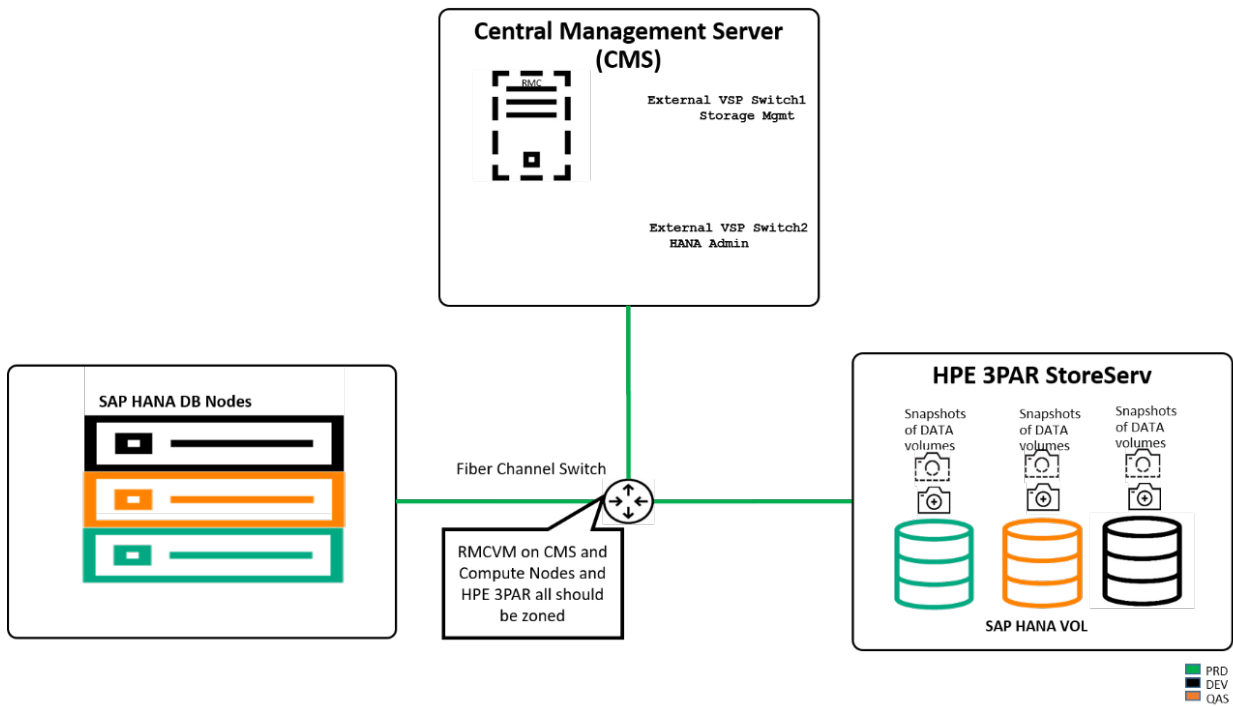 Central Management Server
(CMS)
RMC
External VSP Switch1
Storage Mgmt
External VSP Switch2
HANA Admin
SAP HANA DB Nodes
Fiber Channel Switch
RMCVM on CMS and
Compute Nodes and
HPE 3PAR all should
be zoned
HPE 3PAR StoreServ
Snapshots
of DATA
volumes
Snapshots
of DATA
volumes
Snapshots
of DATA
volumes
SAP HANA VOL
PRD
DEV
QAS